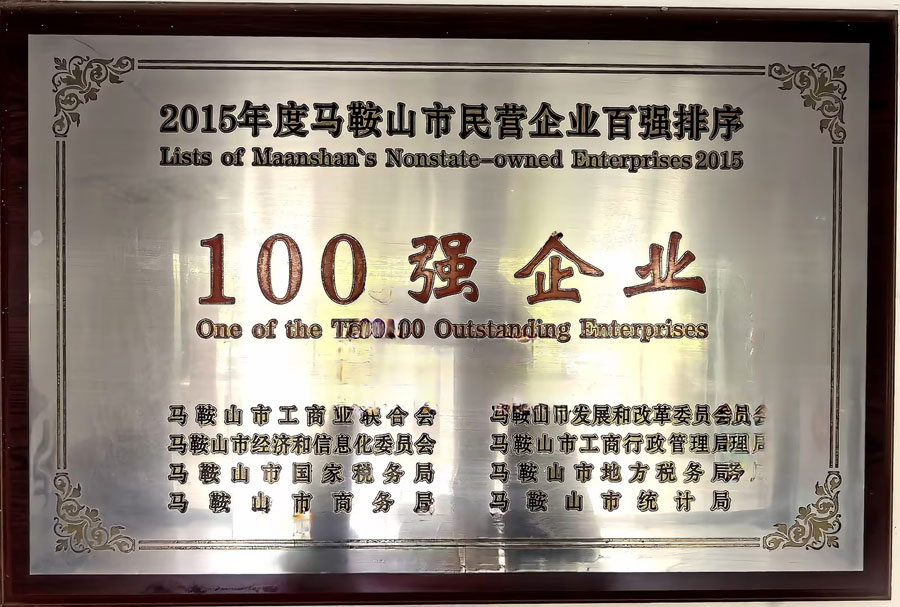 2015年度马鞍山市民营企业百强排序
Lists of Maanshan`s Nonstate-owned Enterprises 2015
100强企业
One of the Outstanding Enterprises
马鞍山市工商业联合会
马鞍山市发展和改革委员会
马鞍山市经济和信息化委员会
马鞍山市工商行政管理局
马鞍山市国家税务局
马鞍山市地方税务局
马鞍山市商务局
马鞍山市统计局